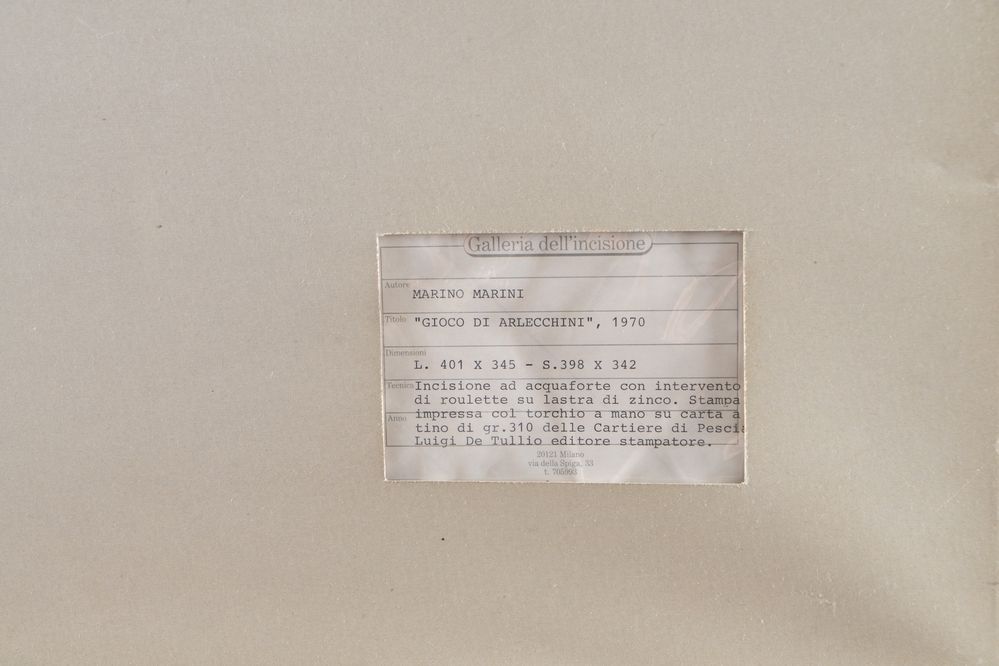 Galleria dell'incisione
Autore MARINO MARINI
Titolo "GIOCO DI ARLECCHINI", 1970
Dimensioni L. 401 X 345 - S.398 X 342
Tecnica Incisione ad acquaforte con intervento
di roulette su lastra di zinco. Stampa
impressa col torchio a mano su carta a
Anno tino di gr.310 delle Cartiere di Pescia
Luigi De Tullio editore stampatore.
20121 Milano
via della Spiga, 33
t. 705993